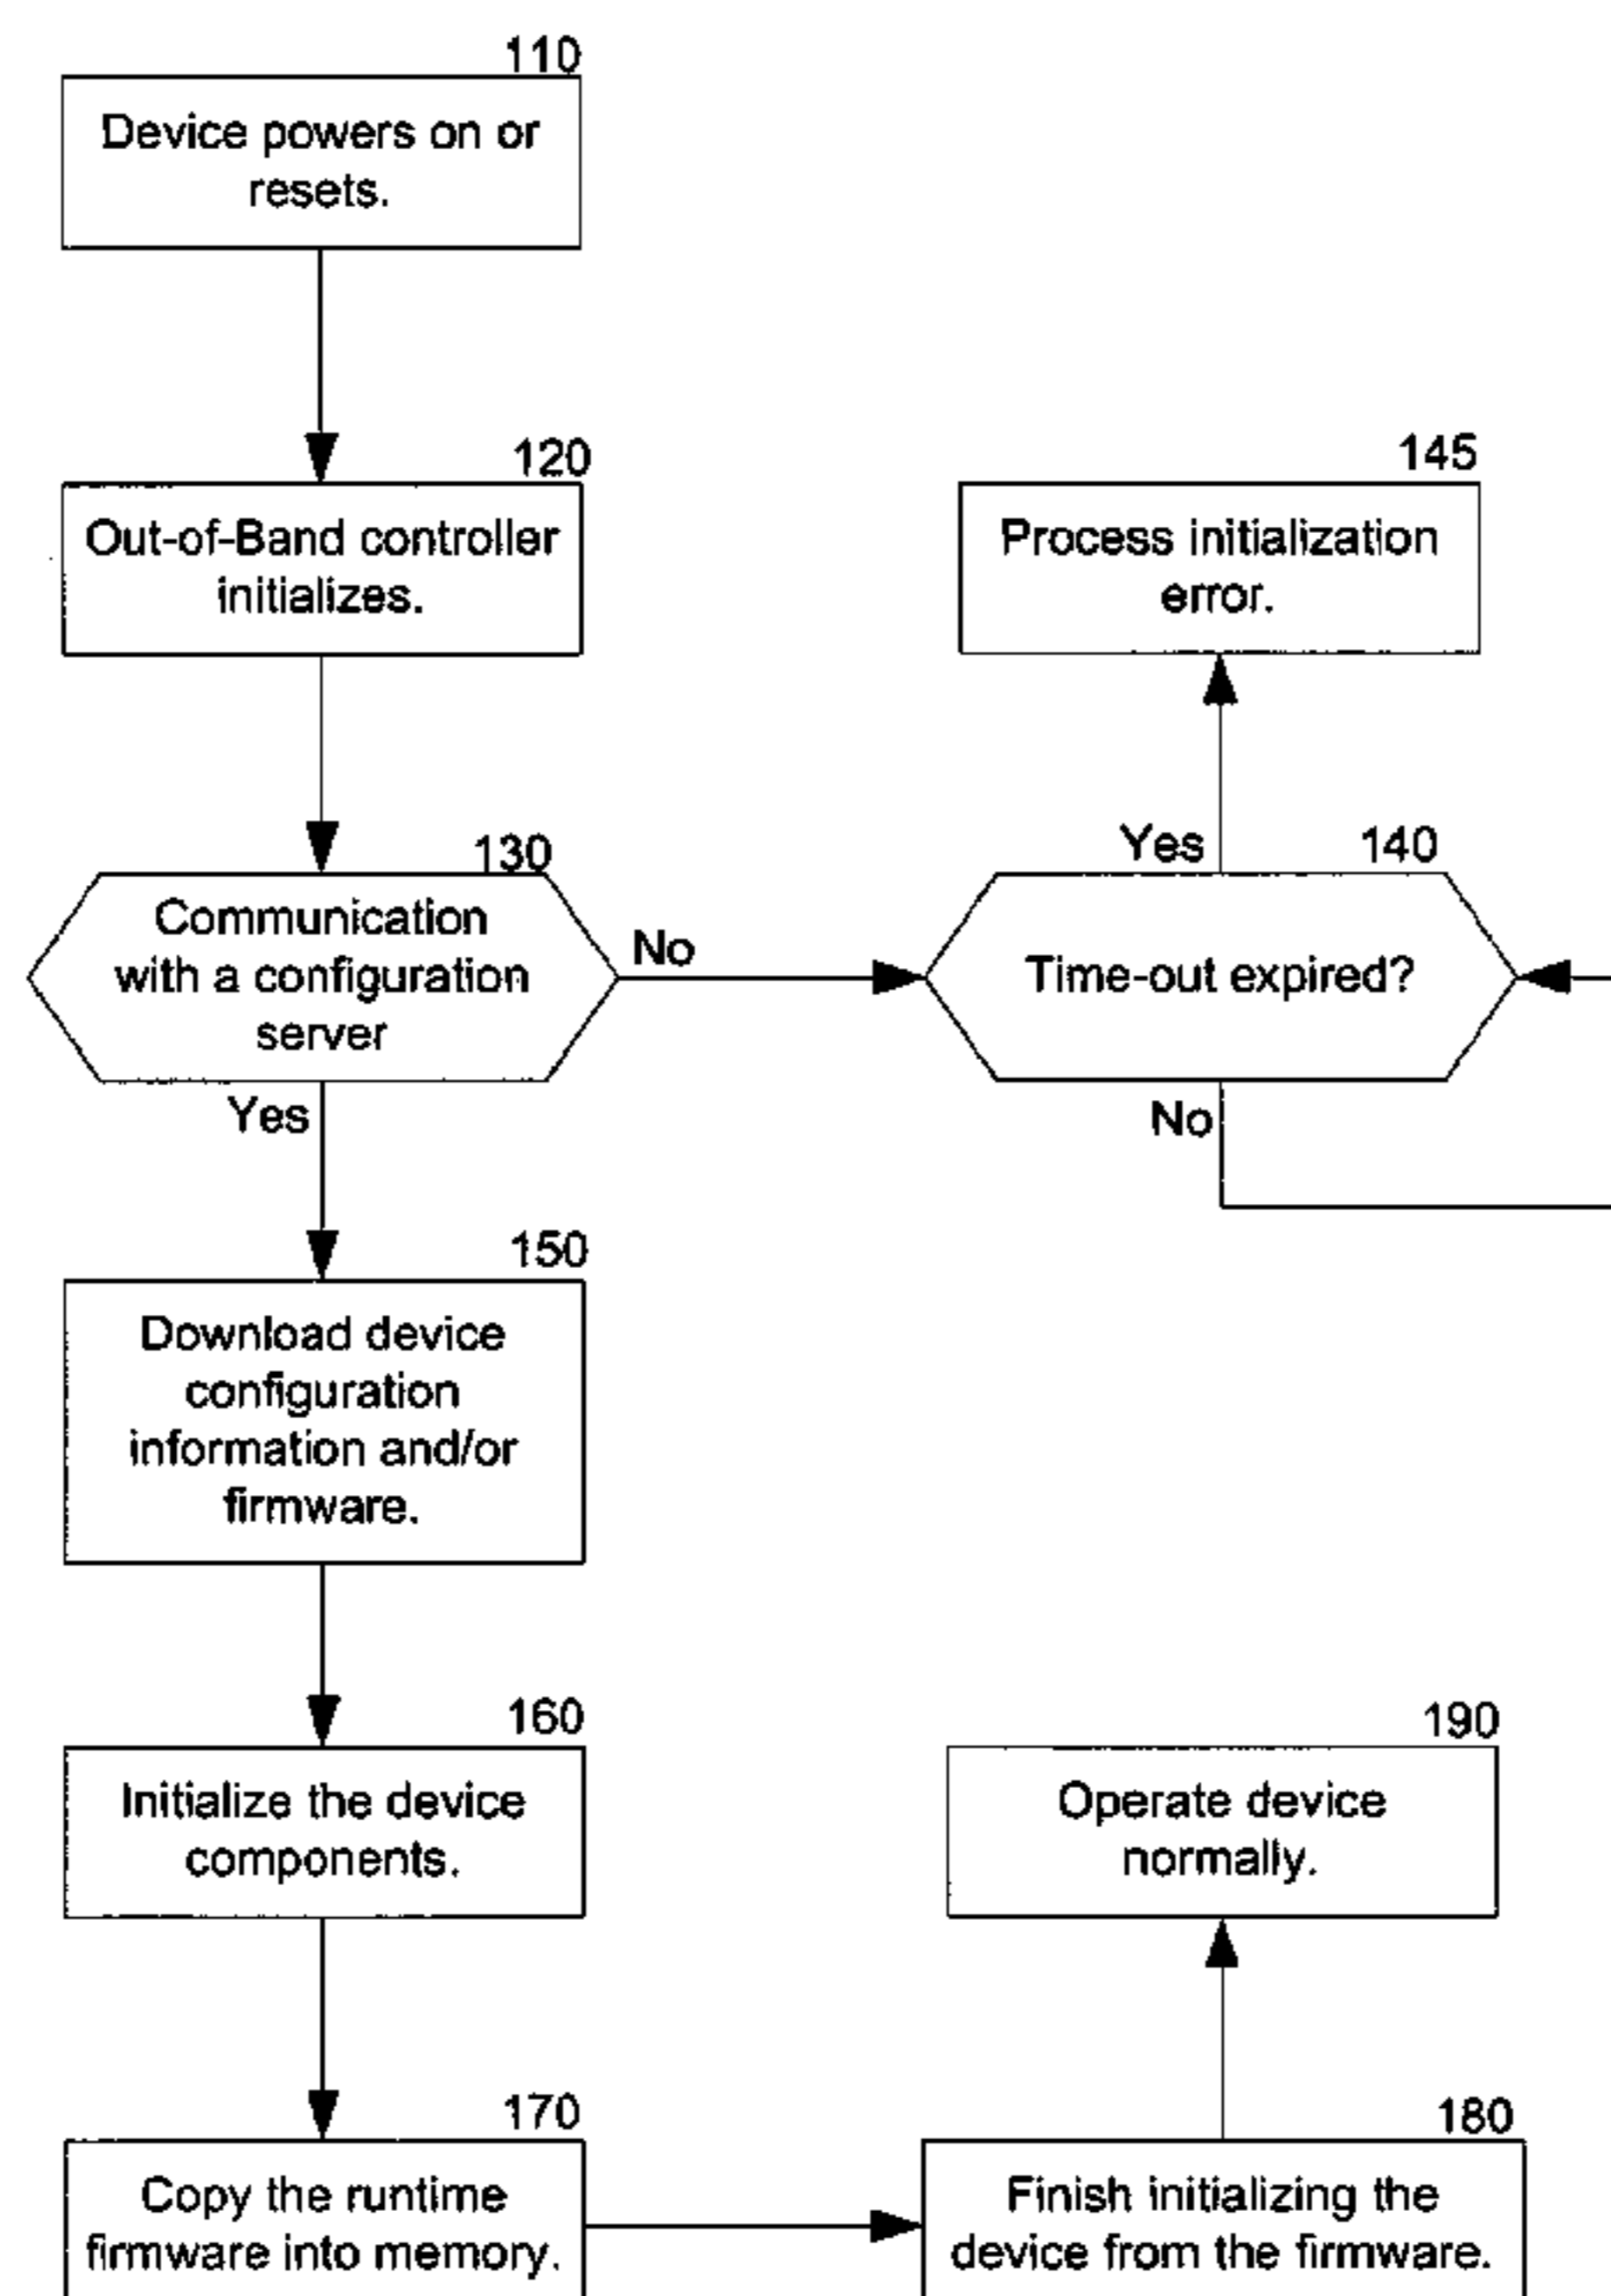 110
Device powers on or
resets.
120
Out-of-Band controller
initializes.
145
Process initialization
error.
130
Communication
with a configuration
server
No
Yes
140
Time-out expired?
Yes
No
150
Download device
configuration
information and/or
firmware.
160
Initialize the device
components.
190
Operate device
normally.
170
Copy the runtime
firmware into memory.
180
Finish initializing the
device from the firmware.